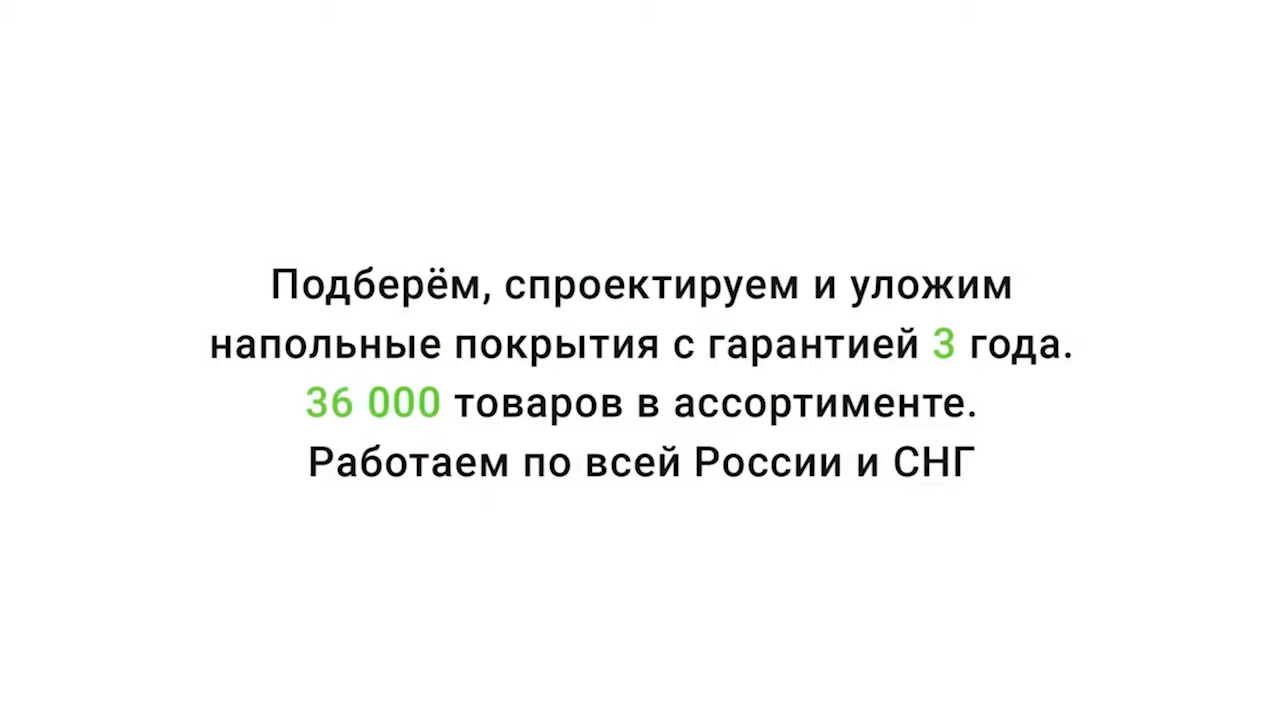 Подберём, спроектируем и уложим
напольные покрытия с гарантией 3 года.
36 000 товаров в ассортименте.
Работаем по всей России и СНГ